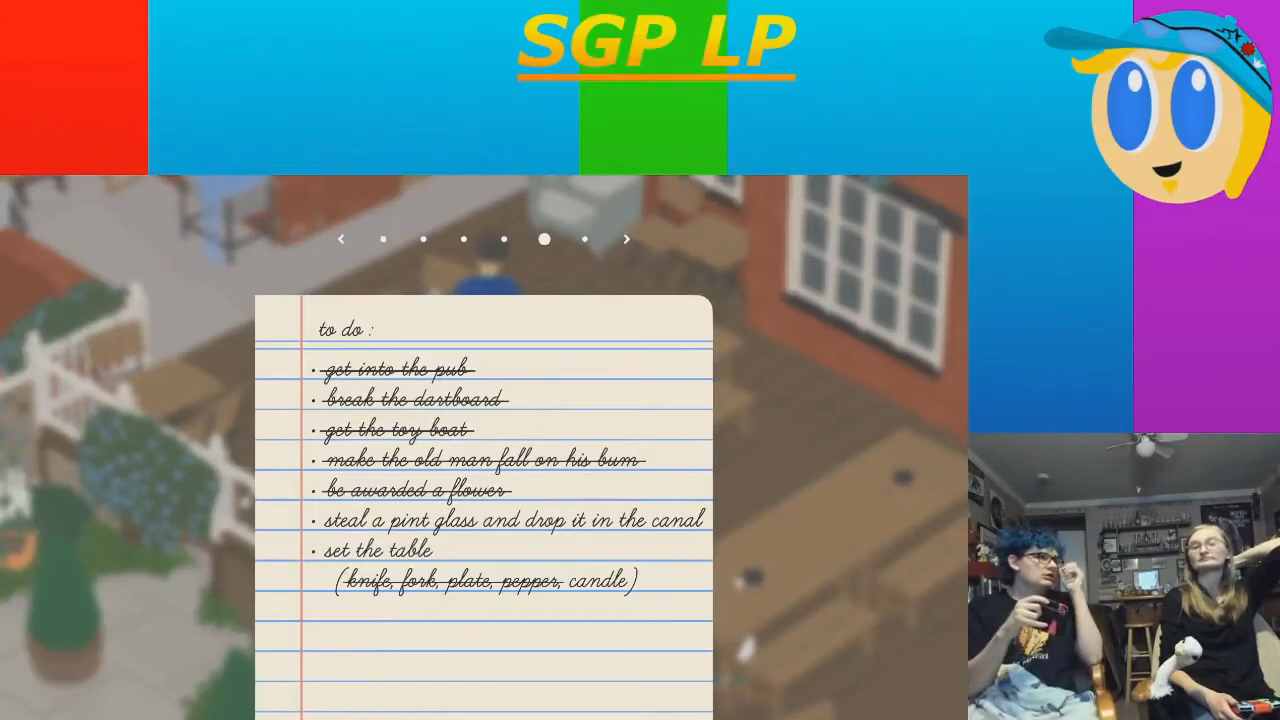 SGP LP
to do :
• get into the pub
• break the dartboard
• get the toy boat
• make the old man fall on his bum
• be awarded a flower
• steal a pint glass and drop it in the canal
• set the table
(knife, fork, plate, pepper, candle)